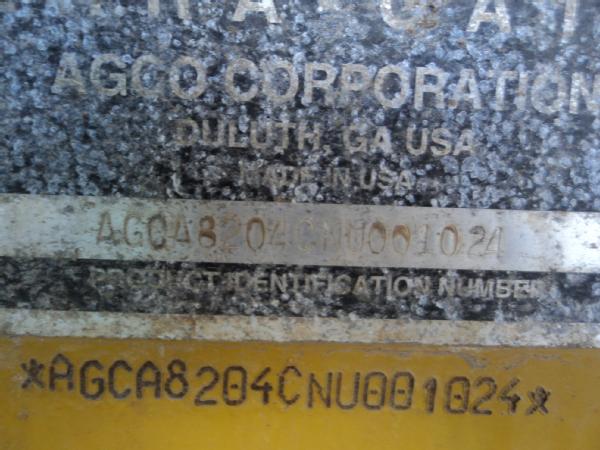 AGCO CORPORATION
DULUTH, GA USA
MADE IN USA
AGCA8204CNU001024
PRODUCT IDENTIFICATION NUMBER
*AGCA8204CNU001024*